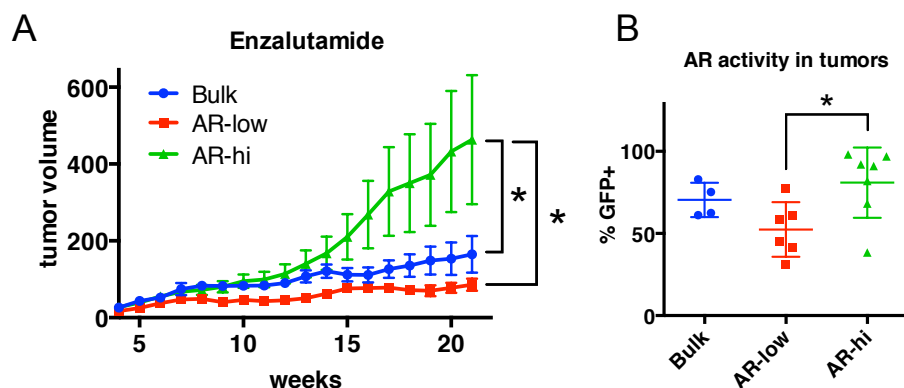 A
Enzalutamide
tumor volume
600
400
200
0
Bulk
AR-low
AR-hi
*
*
5
10
15
20
weeks
B
AR activity in tumors
*
% GFP+
100
50
0
Bulk
AR-low
AR-hi